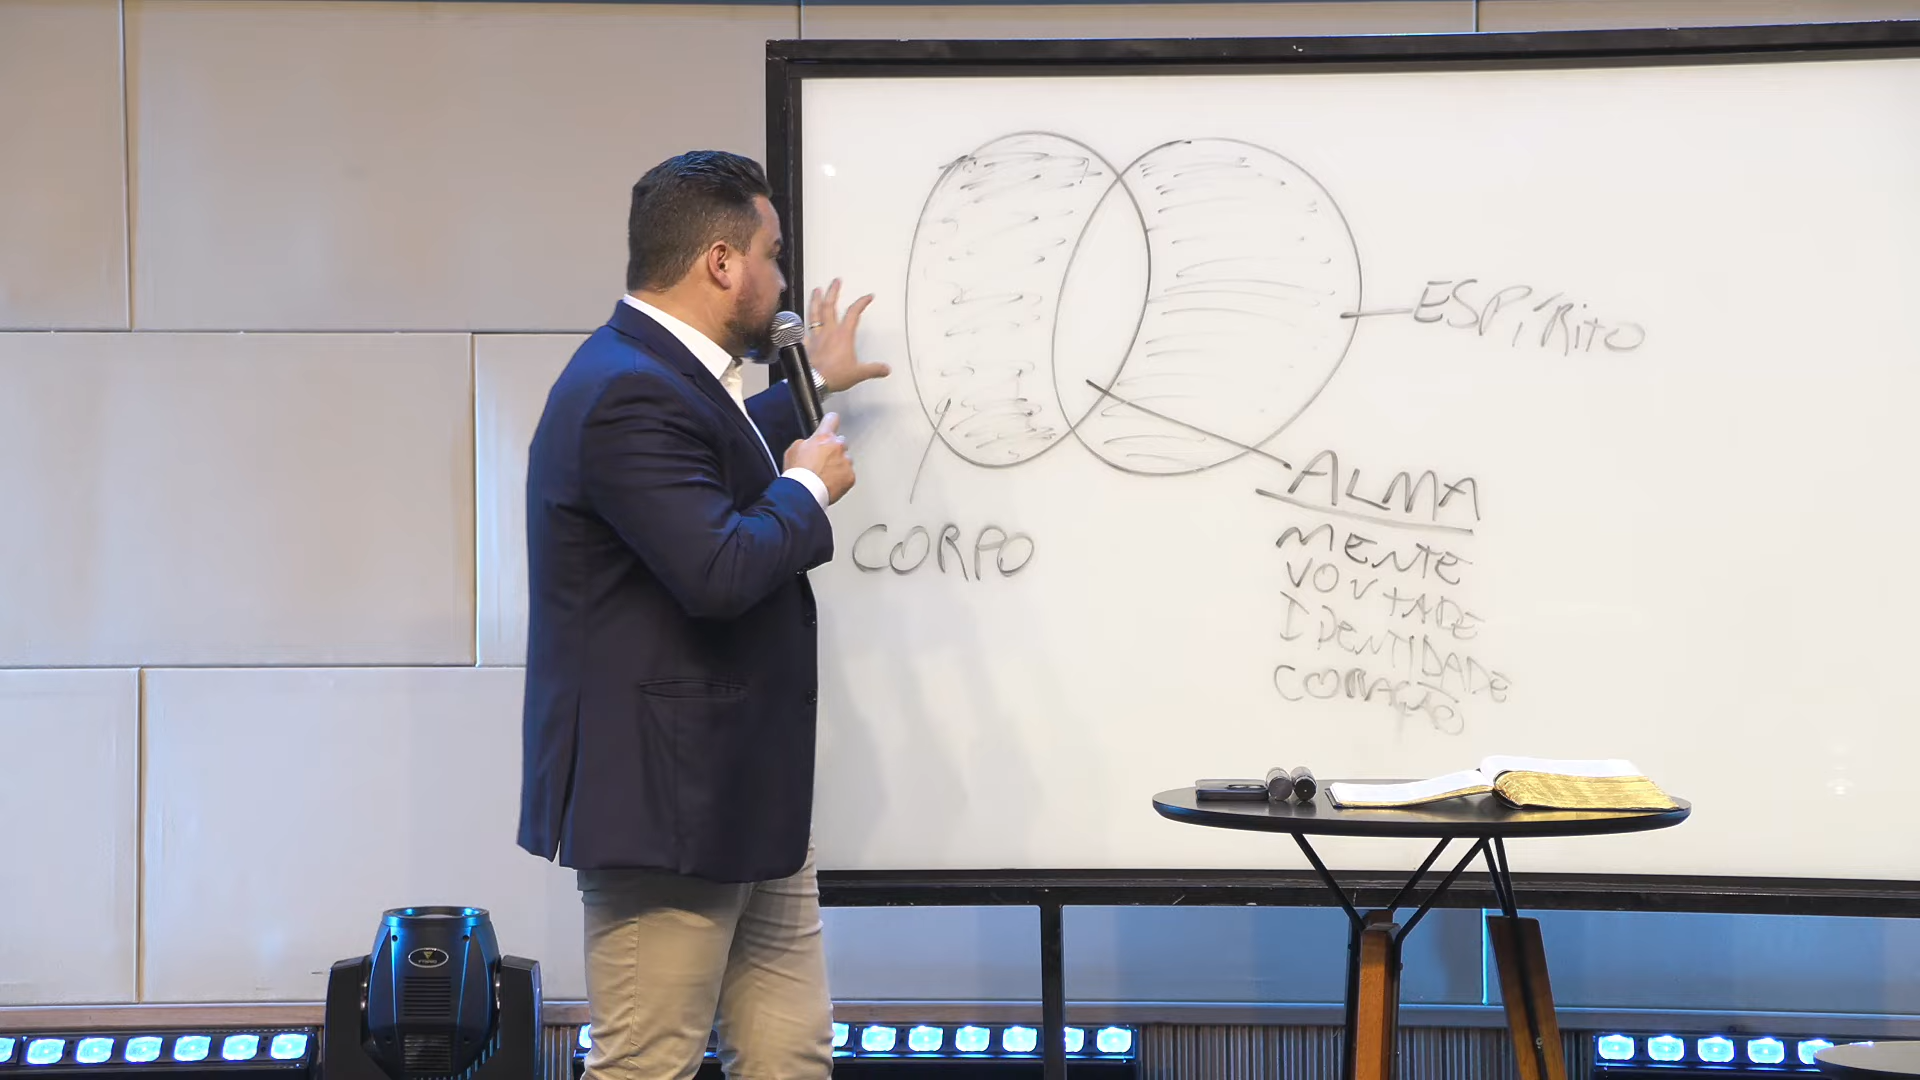 ESPÍRITO
ALMA
CORPO
MENTE
VONTADE
IDENTIDADE
CORAÇÃO